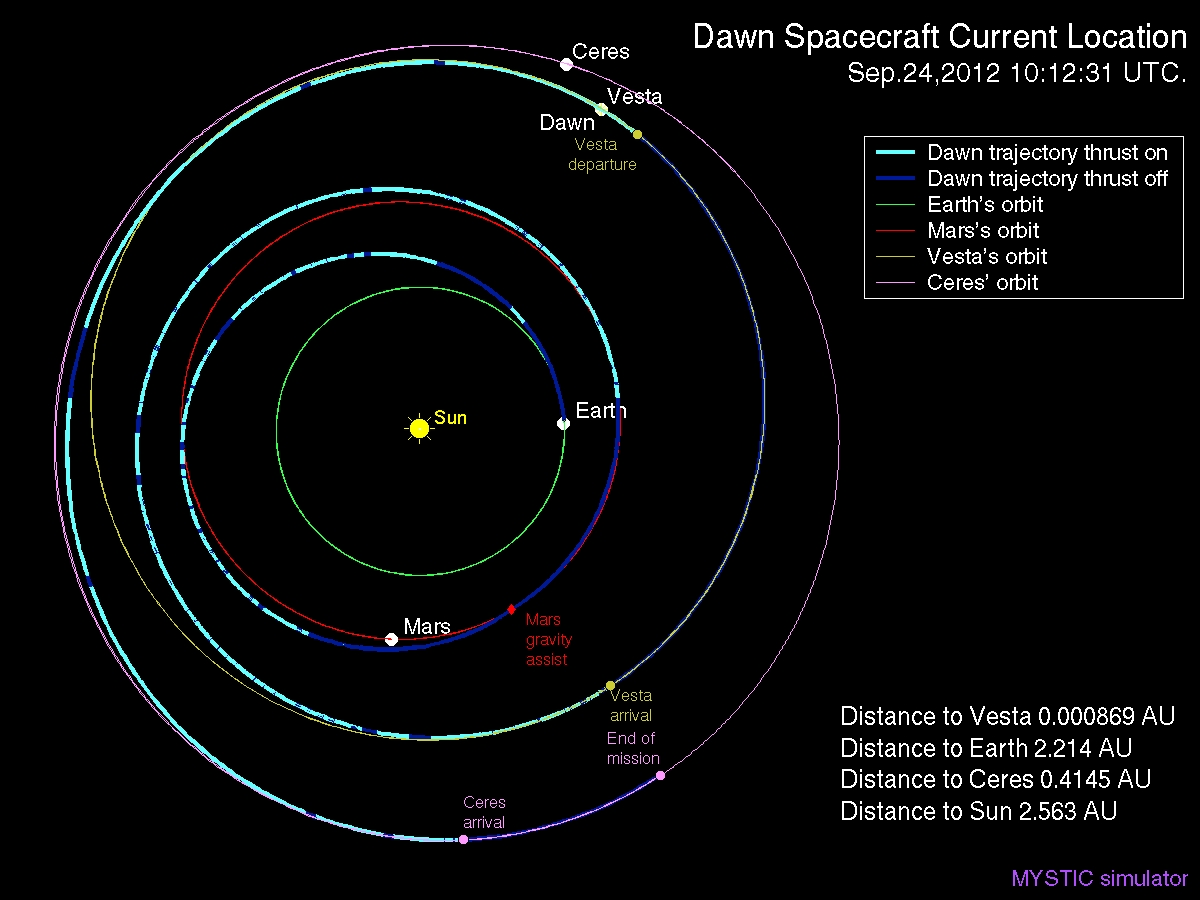 Dawn Spacecraft Current Location
Sep.24,2012 10:12:31 UTC.
Ceres
Vesta
Dawn
Vesta
departure
Dawn trajectory thrust on
Dawn trajectory thrust off
Earth's orbit
Mars's orbit
Vesta's orbit
Ceres' orbit
Sun
Earth
Mars
Mars
gravity
assist
Vesta
arrival
End of
mission
Ceres
arrival
Distance to Vesta 0.000869 AU
Distance to Earth 2.214 AU
Distance to Ceres 0.4145 AU
Distance to Sun 2.563 AU
MYSTIC simulator